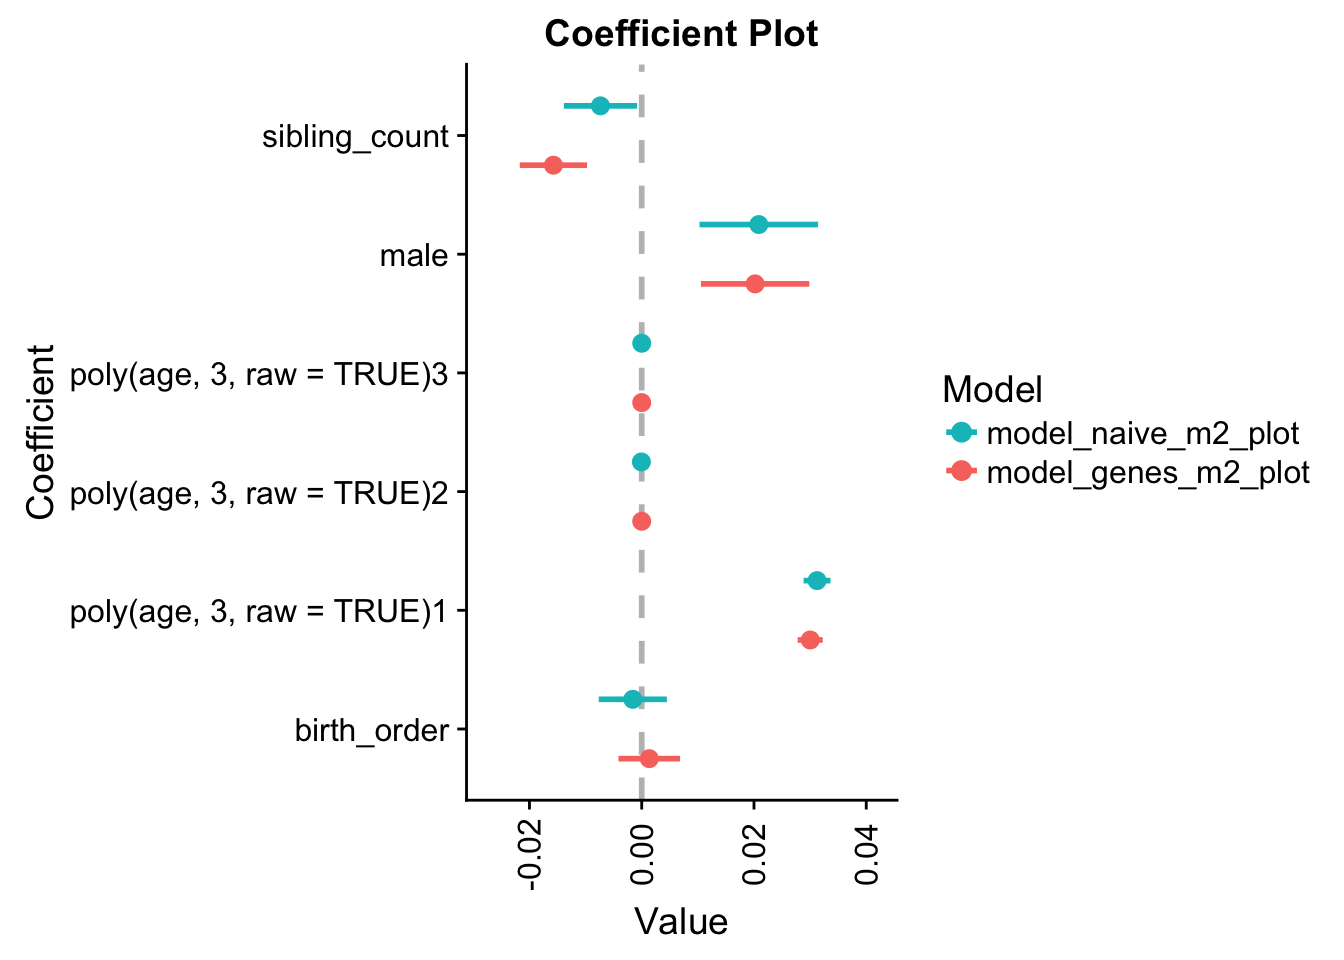 Coefficient Plot
sibling_count
male
poly(age, 3, raw = TRUE)3
poly(age, 3, raw = TRUE)2
poly(age, 3, raw = TRUE)1
birth_order
Coefficient
-0.02
0.00
0.02
0.04
Value
Model
model_naive_m2_plot
model_genes_m2_plot